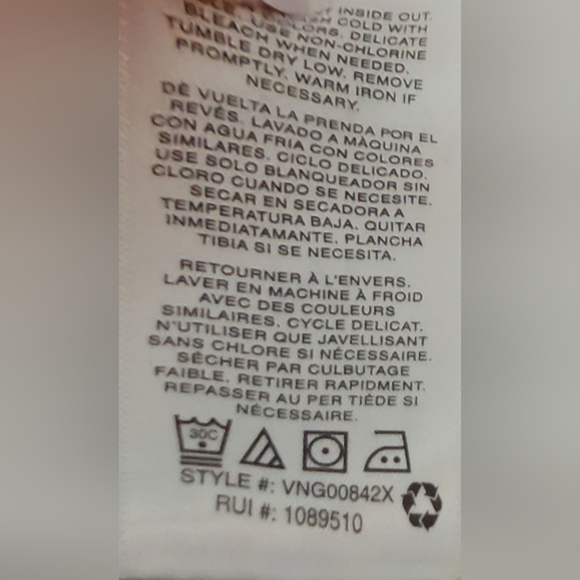 INSIDE OUT.
COLD WITH
COLORS. DELICATE
USE NON-CHLORINE
BLEACH WHEN NEEDED.
TUMBLE DRY LOW. REMOVE
PROMPTLY. WARM IRON IF
NECESSARY.
DÉ VUELTA LA PRENDA POR EL
REVÉS. LAVADO A MÀQUINA
CON AGUA FRIA CON COLORES
SIMILARES. CICLO DELICADO.
USE SOLO BLANQUEADOR SIN
CLORO CUANDO SE NECESITE.
SECAR EN SECADORA A
TEMPERATURA BAJA. QUITAR
INMEDIATAMANTE. PLANCHA
TIBIA SI SE NECESITA.
RETOURNER À L'ENVERS.
LAVER EN MACHINE À FROID
AVEC DES COULEURS
SIMILAIRES. CYCLE DELICAT.
N'UTILISER QUE JAVELLISANT
SANS CHLORE SI NÉCESSAIRE.
SÉCHER PAR CULBUTAGE
FAIBLE. RETIRER RAPIDMENT.
REPASSER AU PER TIÉDE SI
NÉCESSAIRE.
30C
STYLE #: VNG00842X
RUI #: 1089510